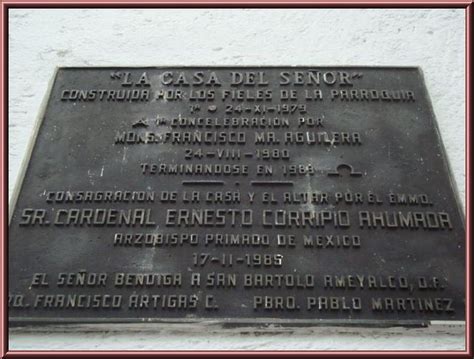 "LA CASA DEL SEÑOR"
CONSTRUIDA POR LOS FIELES DE LA PARROQUIA
24-XI-1979
CONCELEBRACION POR
MONS. FRANCISCO MA. AGUILERA
24-VIII-1980
TERMINANDOSE EN
CONSAGRACION DE LA CASA Y EL ALTAR POR EL EMMO.
SR. CARDENAL ERNESTO CORRIPIO AHUMADA
ARZOBISPO PRIMADO DE MEXICO
17-11-1985
EL SEÑOR BENDIGA A SAN BARTOLO AMEYALCO, D.F.
FRANCISCO ARTIGAS C. PBRO. PABLO MARTINEZ